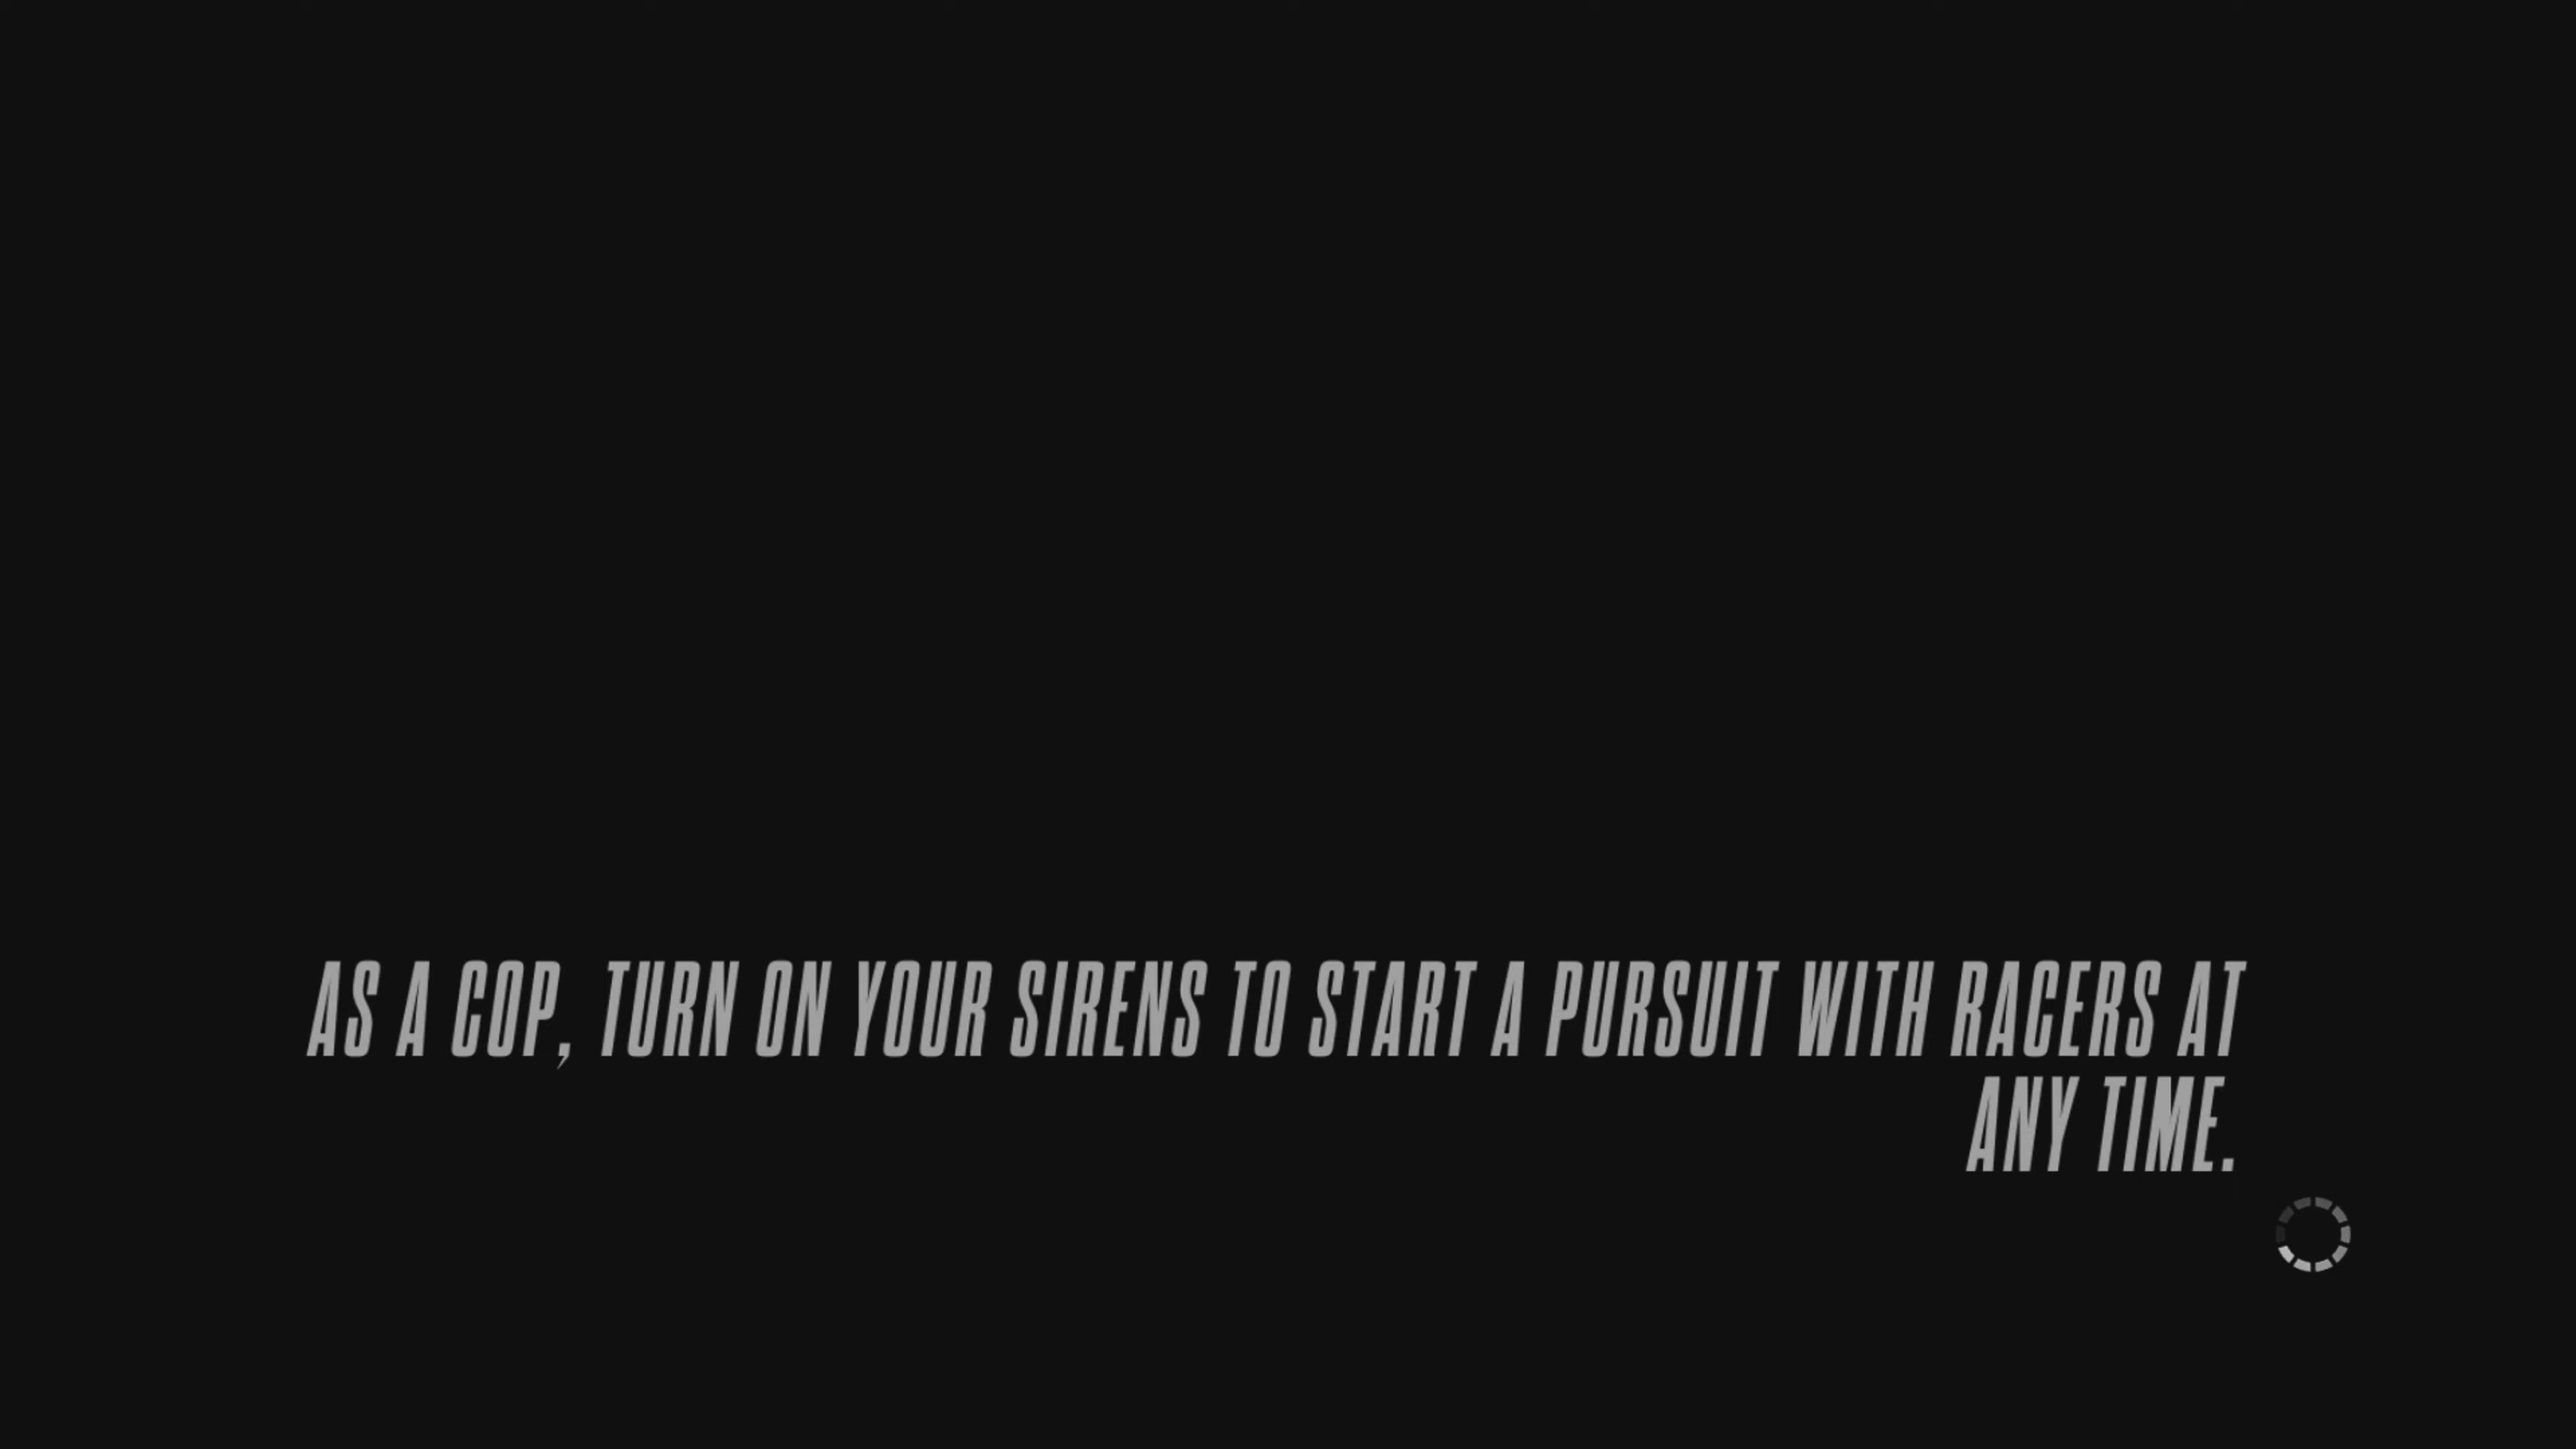 AS A COP, TURN ON YOUR SIRENS TO START A PURSUIT WITH RACERS AT
ANY TIME.